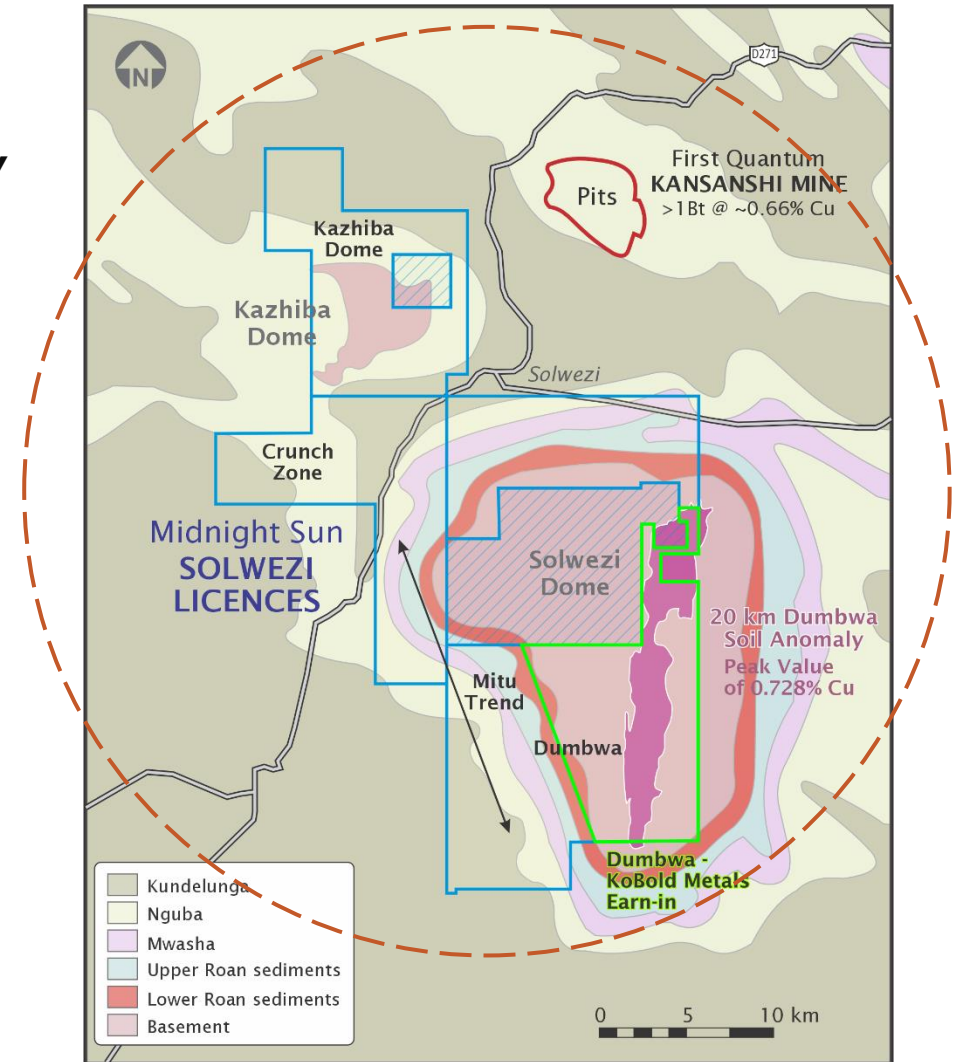 N
D271
First Quantum
KANSANSHI MINE
>1Bt @ ~0.66% Cu
Pits
Kazhiba
Dome
Kazhiba
Dome
Solwezi
Crunch
Zone
Midnight Sun
SOLWEZI
LICENCES
Solwezi
Dome
20 km Dumbwa
Soil Anomaly
Peak Value
of 0.728% Cu
Mitu
Trend
Dumbwa
Dumbwa -
KoBold Metals
Earn-in
Kundelunga
Nguba
Mwasha
Upper Roan sediments
Lower Roan sediments
Basement
0 5 10 km